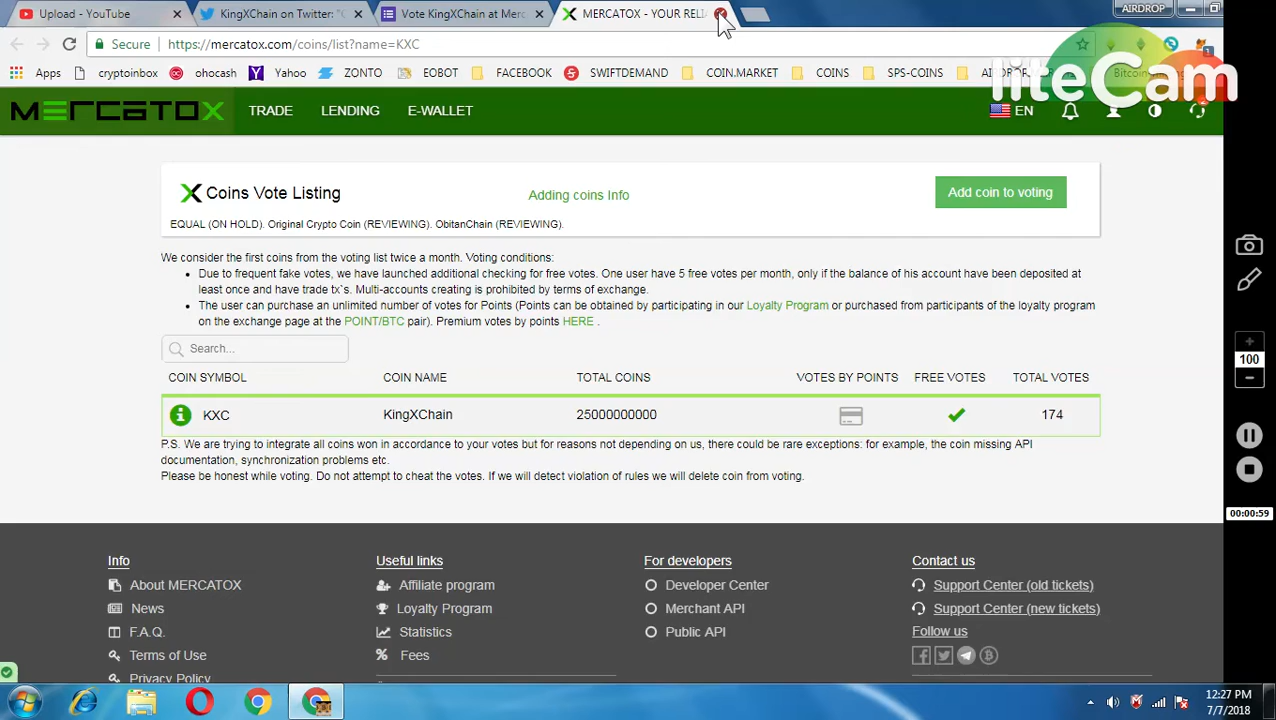 Upload - YouTube
KingXChain on Twitter: "C
Vote KingXChain at Merc
MERCATOX - YOUR RELI
AIRDROP
Secure
https://mercatox.com/coins/list?name=KXC
1
Apps
cryptoinbox
ohocash
Yahoo
ZONE
EOBOT
FACEBOOK
SWIFTDEMAND
COIN.MARKET
COINS
SPS-COINS
liteCam
MERCATOX
TRADE
LENDING
E-WALLET
EN
Coins Vote Listing
Adding coins Info
Add coin to voting
EQUAL (ON HOLD). Original Crypto Coin (REVIEWING). ObitanChain (REVIEWING).
We consider the first coins from the voting list twice a month. Voting conditions:
Due to frequent fake votes, we have launched additional checking for free votes. One user have 5 free votes per month, only if the balance of his account have been deposited at
least once and have trade tx`s. Multi-accounts creating is prohibited by terms of exchange.
The user can purchase an unlimited number of votes for Points (Points can be obtained by participating in our Loyalty Program or purchased from participants of the loyalty program
on the exchange page at the POINT/BTC pair). Premium votes by points HERE .
Search...
100
COIN SYMBOL
COIN NAME
TOTAL COINS
VOTES BY POINTS
FREE VOTES
TOTAL VOTES
KXC
KingXChain
25000000000
174
P.S. We are trying to integrate all coins won in accordance to your votes but for reasons not depending on us, there could be rare exceptions: for example, the coin missing API
documentation, synchronization problems etc.
Please be honest while voting. Do not attempt to cheat the votes. If we will detect violation of rules we will delete coin from voting.
00:00:59
Info
About MERCATOX
News
F.A.Q.
Terms of Use
Privacy Policy
Useful links
Affiliate program
Loyalty Program
Statistics
Fees
For developers
Developer Center
Merchant API
Public API
Contact us
Support Center (old tickets)
Support Center (new tickets)
Follow us
12:27 PM
7/7/2018